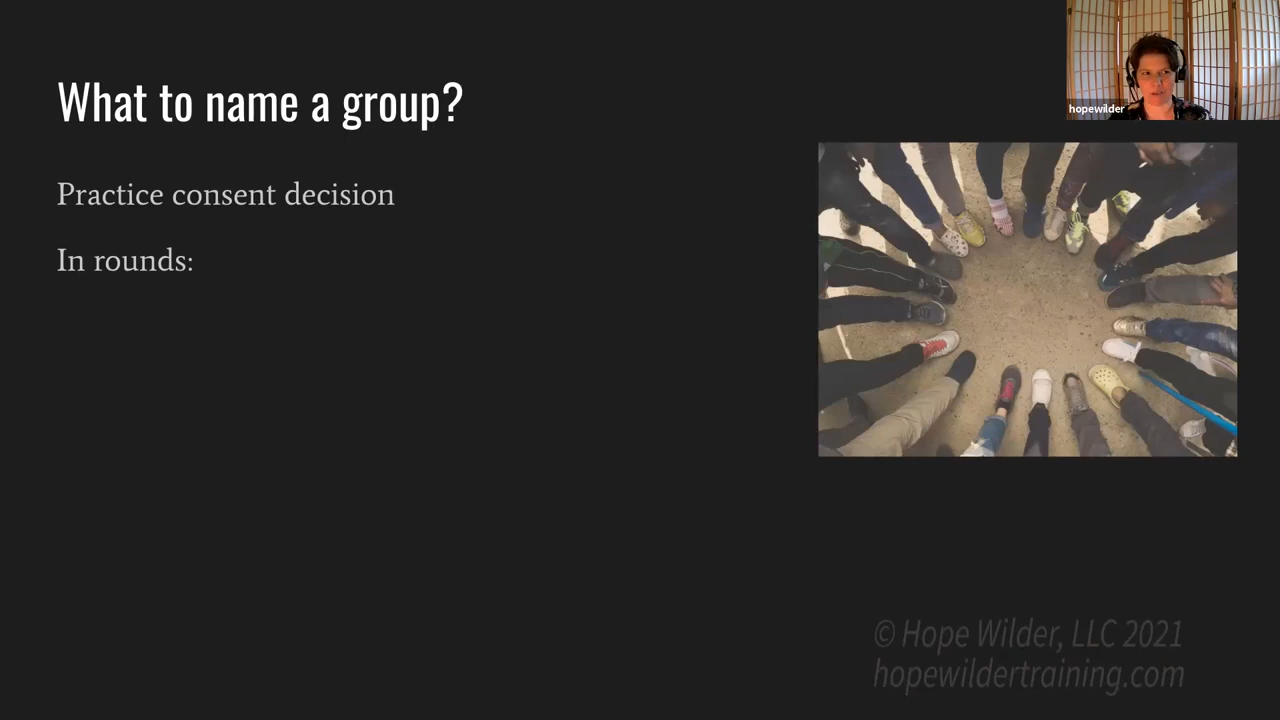 What to name a group?
Practice consent decision
In rounds:
hopewilder
© Hope Wilder, LLC 2021
hopewildertraining.com